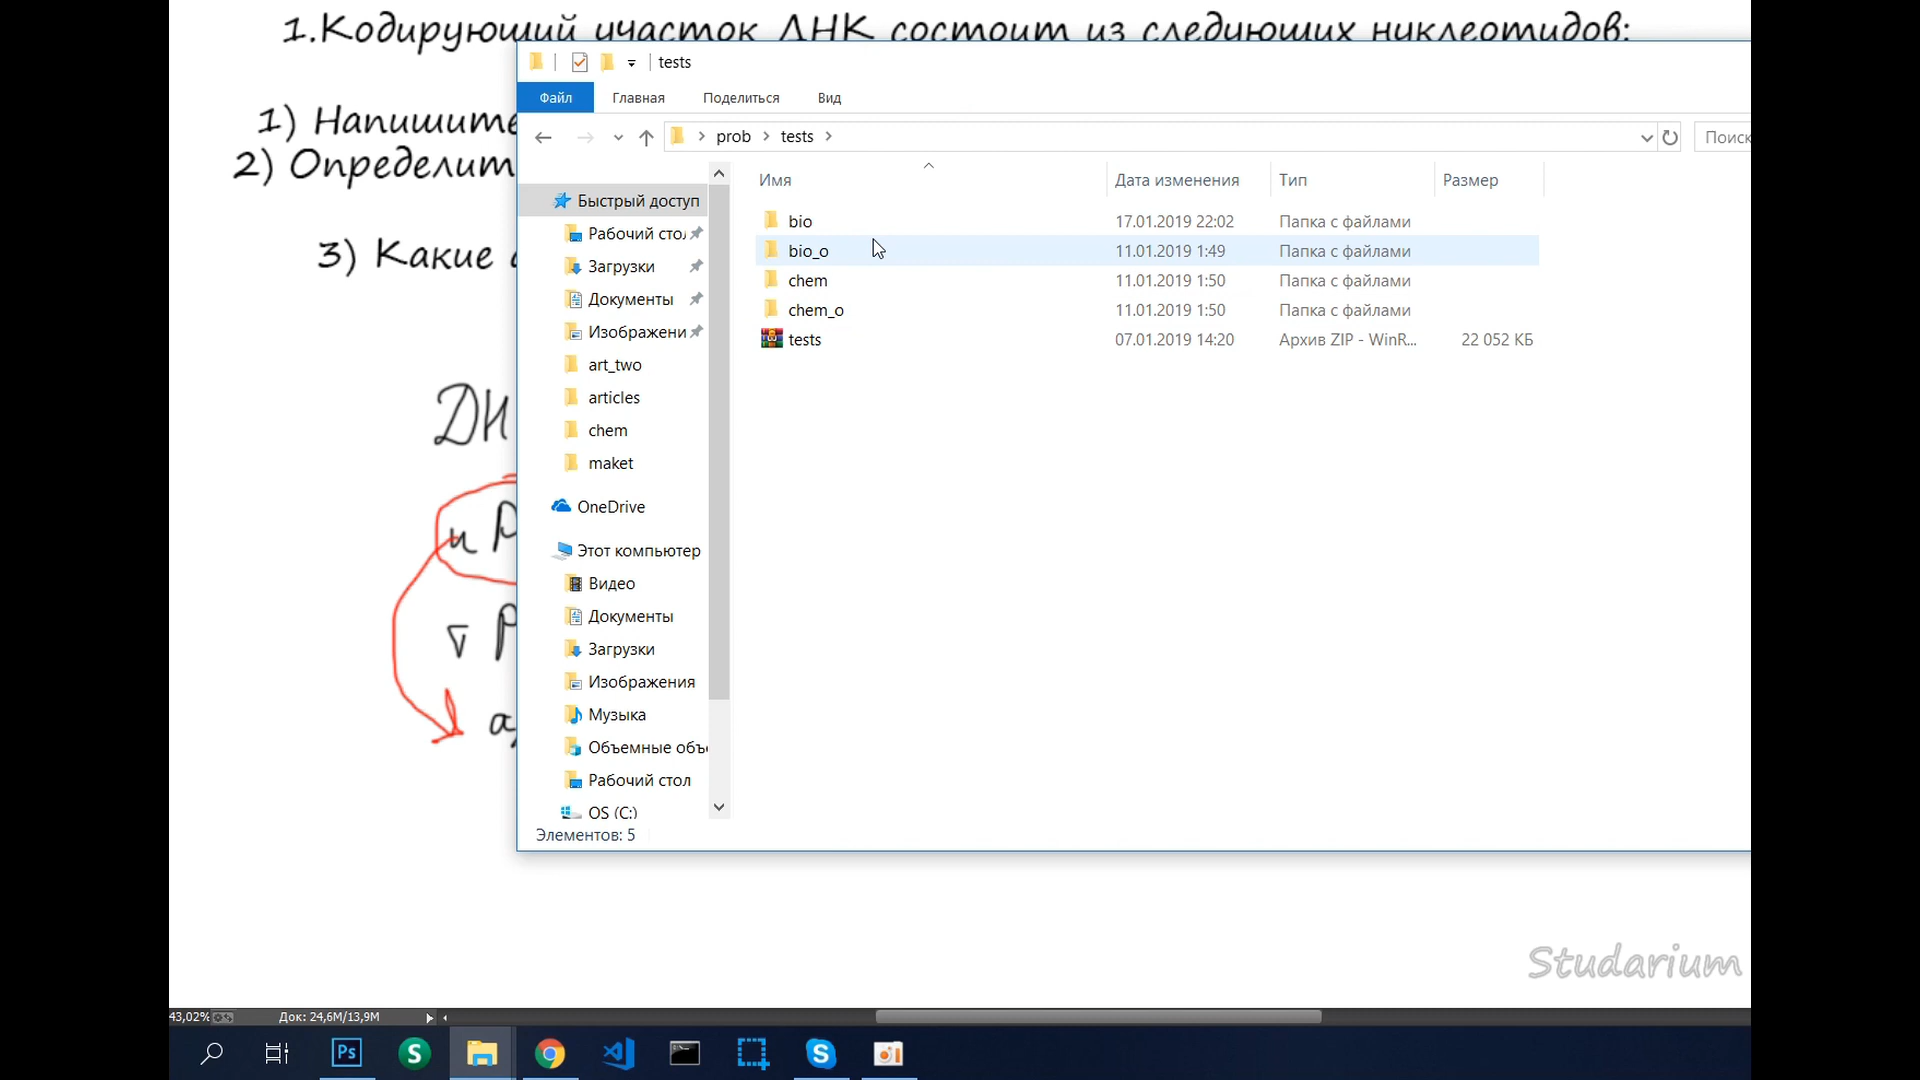 1.Кодирующий участок ДНК состоит из следующих нуклеотидов:
tests
Файл Главная Поделиться Вид
1) Напишите
prob tests Поиск
2) Определит
Имя Дата изменения Тип Размер
Быстрый доступ
bio 17.01.2019 22:02 Папка с файлами
Рабочий стол
bio_o 11.01.2019 1:49 Папка с файлами
3) Какие
Загрузки
chem 11.01.2019 1:50 Папка с файлами
Документы
chem_o 11.01.2019 1:50 Папка с файлами
Изображени
tests 07.01.2019 14:20 Архив ZIP - WinR... 22 052 КБ
art_two
articles
ДН
chem
maket
OneDrive
и Р
Этот компьютер
Видео
Документы
т Р
Загрузки
Изображения
Музыка
а
Объемные объе
Рабочий стол
OS (C:)
Элементов: 5
Studarium
43,02% Док: 24,6M/13,9M
Ps S S